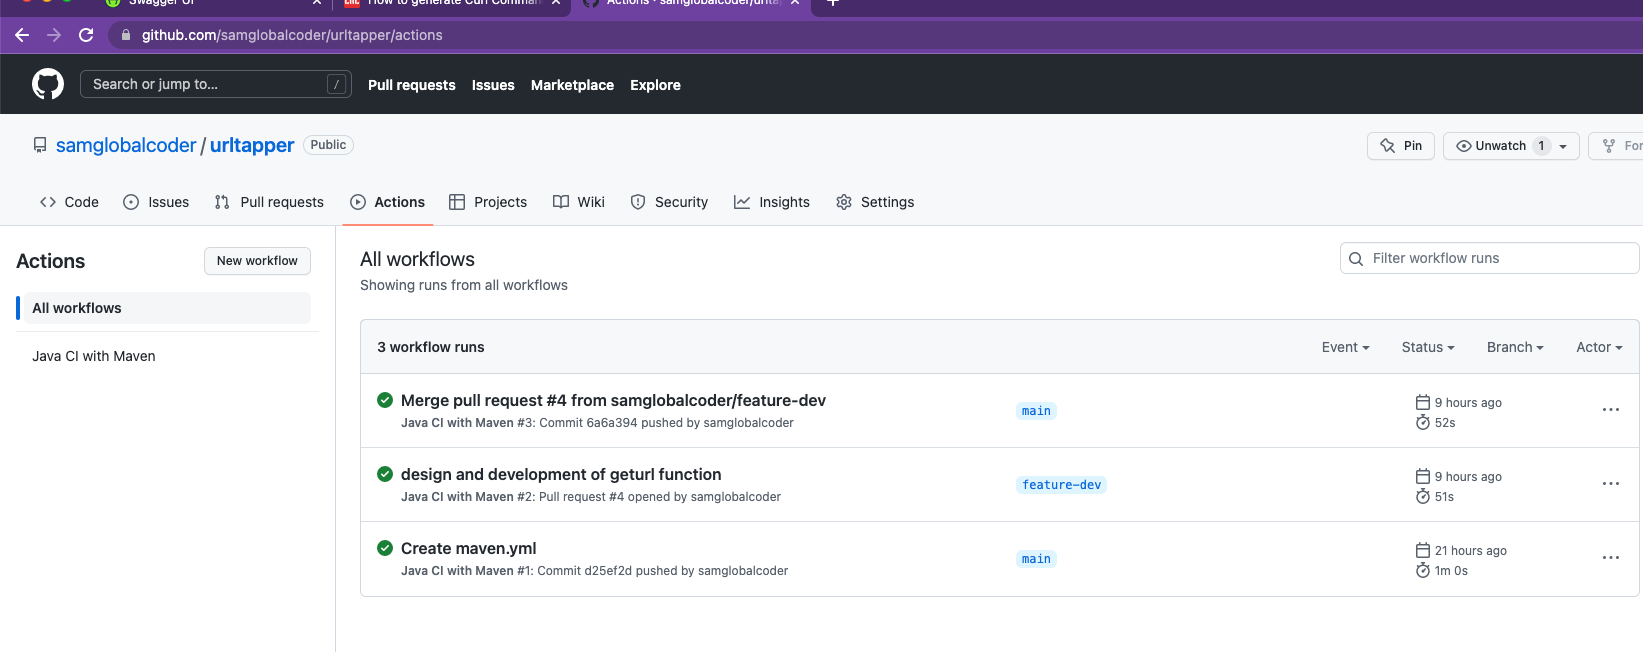 Swagger UI
How to generate Curl Comman
Actions · samglobalcoder/urltap
github.com/samglobalcoder/urltapper/actions
Search or jump to... /
Pull requests Issues Marketplace Explore
samglobalcoder / urltapper Public
Pin Unwatch 1 For
Code Issues Pull requests Actions Projects Wiki Security Insights Settings
Actions New workflow
All workflows
Java CI with Maven
All workflows
Showing runs from all workflows
Filter workflow runs
3 workflow runs Event Status Branch Actor
Merge pull request #4 from samglobalcoder/feature-dev
Java CI with Maven #3: Commit 6a6a394 pushed by samglobalcoder
main
9 hours ago
52s
design and development of geturl function
Java CI with Maven #2: Pull request #4 opened by samglobalcoder
feature-dev
9 hours ago
51s
Create maven.yml
Java CI with Maven #1: Commit d25ef2d pushed by samglobalcoder
main
21 hours ago
1m 0s